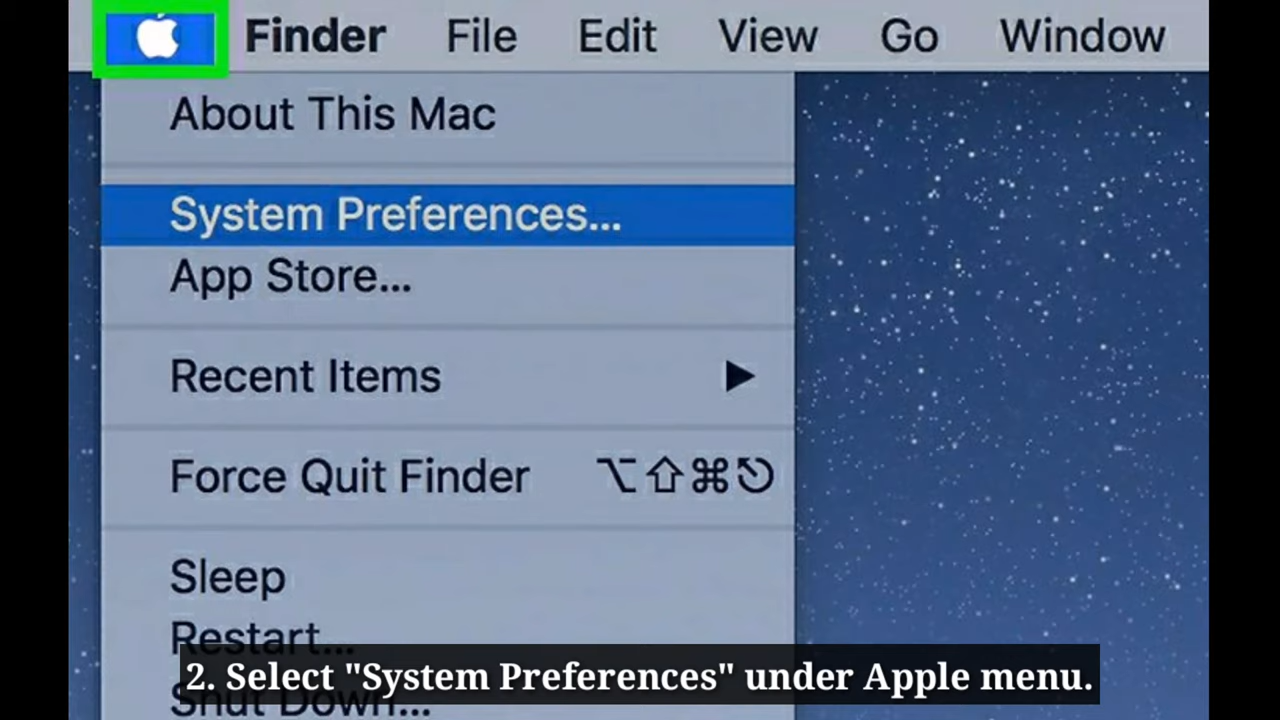 Finder File Edit View Go Window
About This Mac
System Preferences...
App Store...
Recent Items ▶
Force Quit Finder ⌥⇧⌘⎋
Sleep
Restart...
2. Select "System Preferences" under Apple menu.
Shut Down...